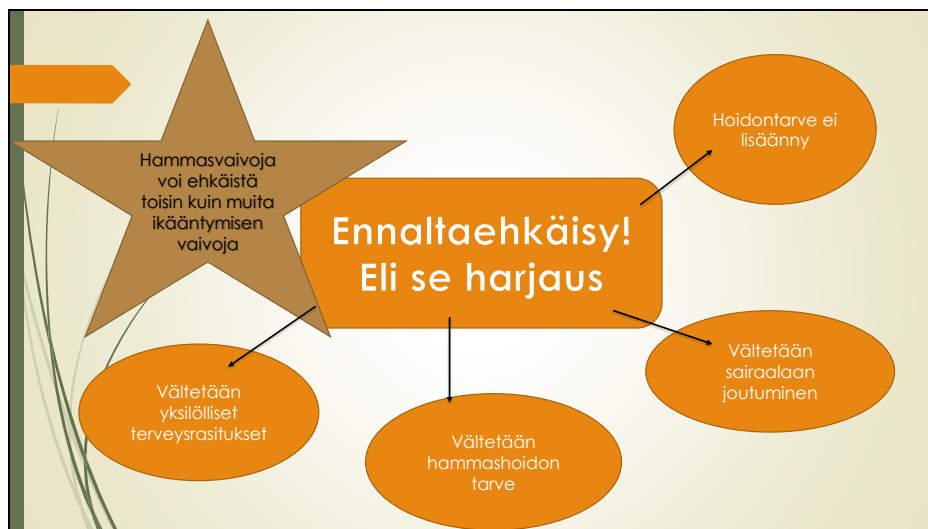 Hammasvaivoja
voi ehkäistä
toisin kuin muita
ikääntymisen
vaivoja
Ennaltaehkäisy!
Eli se harjaus
Hoidontarve ei
lisäänny
Vältetään
sairaalaan
joutuminen
Vältetään
yksilölliset
terveysrasitukset
Vältetään
hammashoidon
tarve